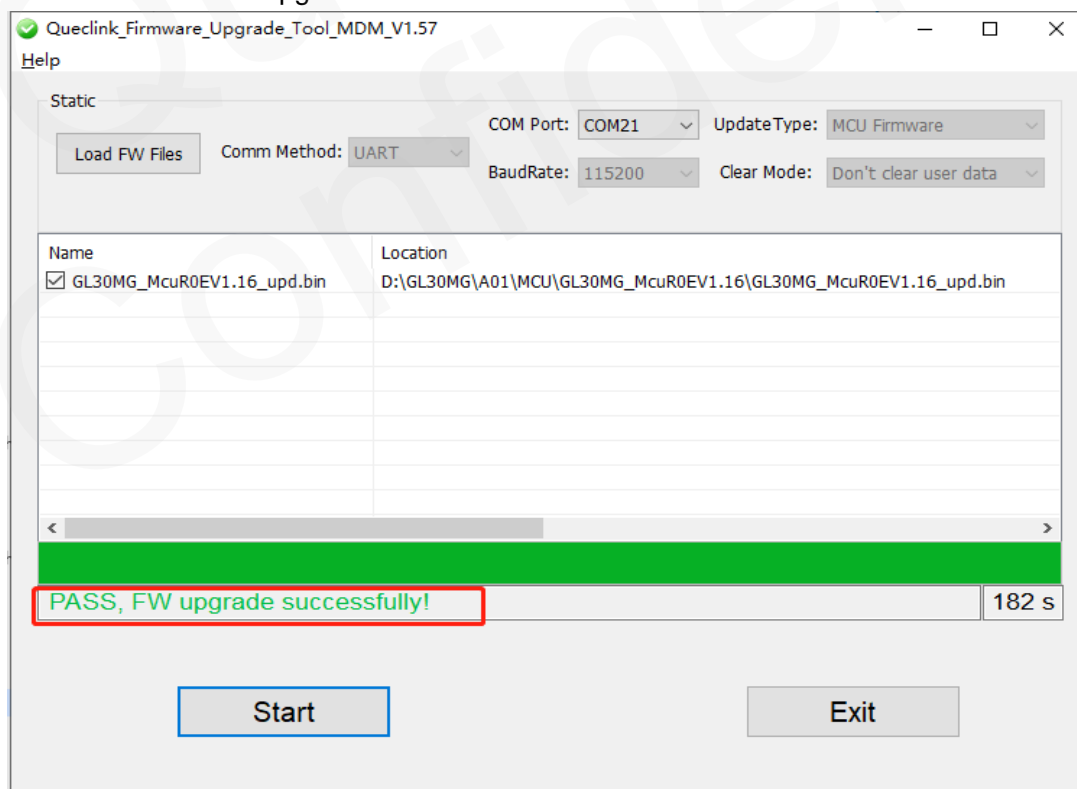 pg
Queclink_Firmware_Upgrade_Tool_MDM_V1.57
Help
Static
COM Port: COM21 UpdateType: MCU Firmware
Load FW Files Comm Method: UART
BaudRate: 115200 Clear Mode: Don't clear user data
Name Location
GL30MG_McuR0EV1.16_upd.bin D:\GL30MG\A01\MCU\GL30MG_McuR0EV1.16\GL30MG_McuR0EV1.16_upd.bin
PASS, FW upgrade successfully! 182 s
Start Exit